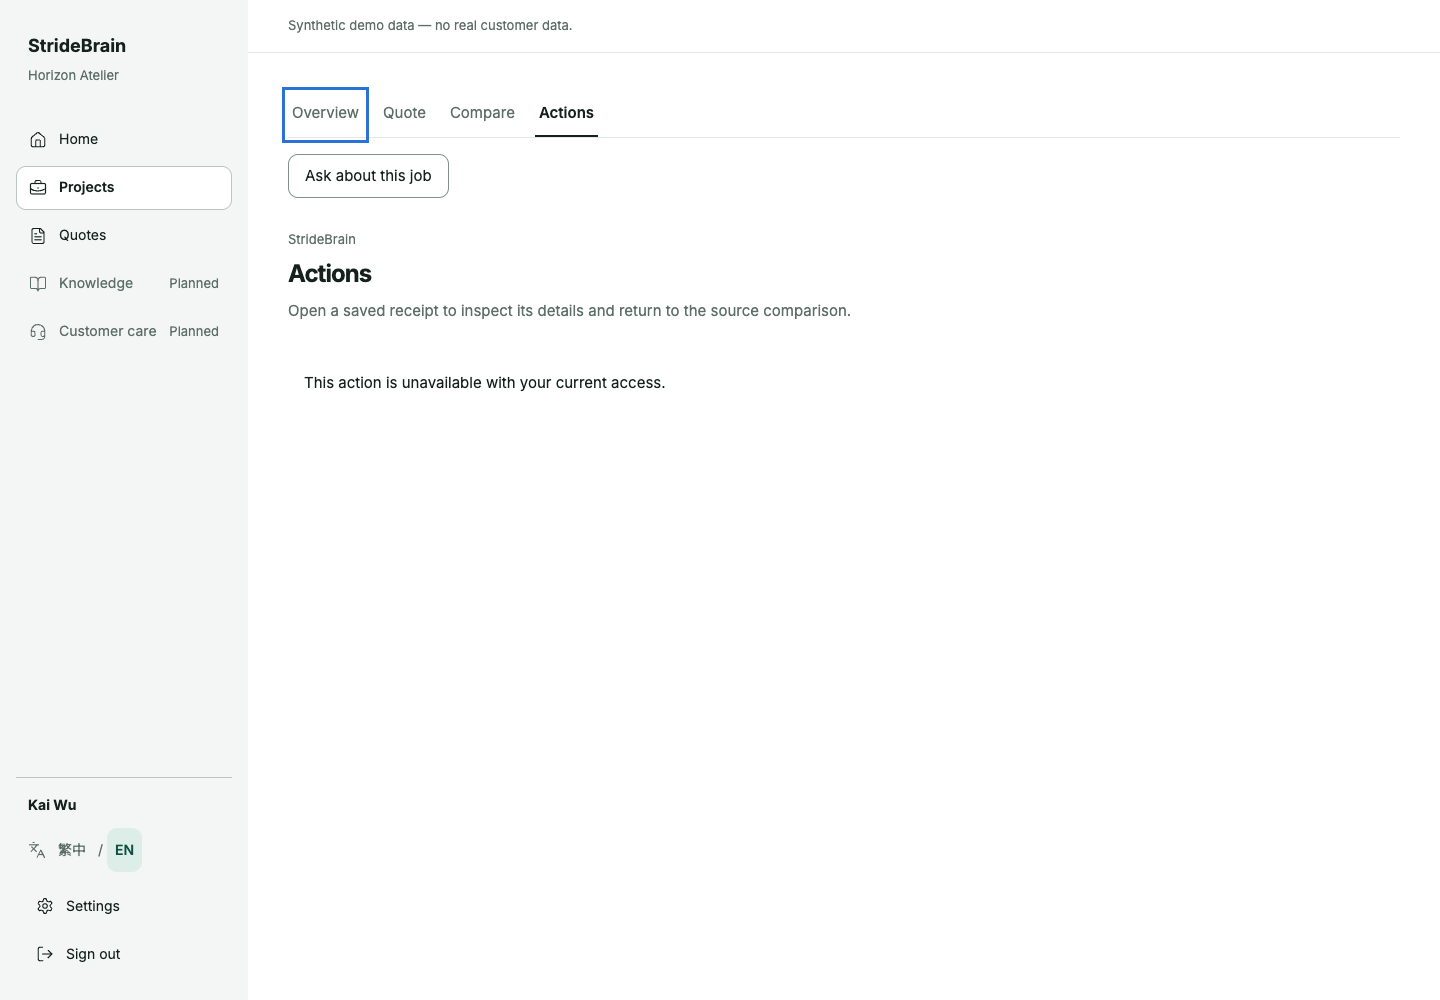 StrideBrain
Horizon Atelier
Home
Projects
Quotes
Knowledge Planned
Customer care Planned
Kai Wu
繁中 / EN
Settings
Sign out
Synthetic demo data — no real customer data.
Overview Quote Compare Actions
Ask about this job
StrideBrain
Actions
Open a saved receipt to inspect its details and return to the source comparison.
This action is unavailable with your current access.